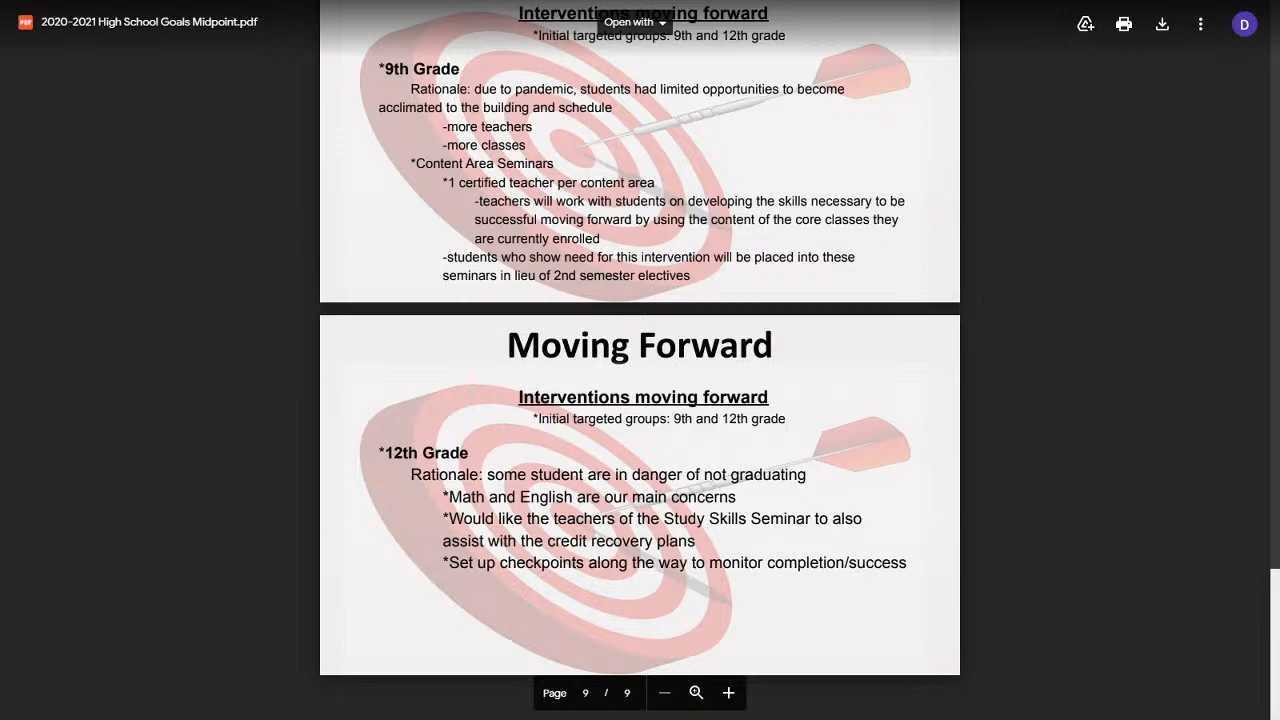 2020-2021 High School Goals Midpoint.pdf
Open with
D
Interventions moving forward
*Initial targeted groups: 9th and 12th grade
*9th Grade
Rationale: due to pandemic, students had limited opportunities to become
acclimated to the building and schedule
-more teachers
-more classes
*Content Area Seminars
*1 certified teacher per content area
-teachers will work with students on developing the skills necessary to be
successful moving forward by using the content of the core classes they
are currently enrolled
-students who show need for this intervention will be placed into these
seminars in lieu of 2nd semester electives
Moving Forward
Interventions moving forward
*Initial targeted groups: 9th and 12th grade
*12th Grade
Rationale: some student are in danger of not graduating
*Math and English are our main concerns
*Would like the teachers of the Study Skills Seminar to also
assist with the credit recovery plans
*Set up checkpoints along the way to monitor completion/success
Page 9 / 9